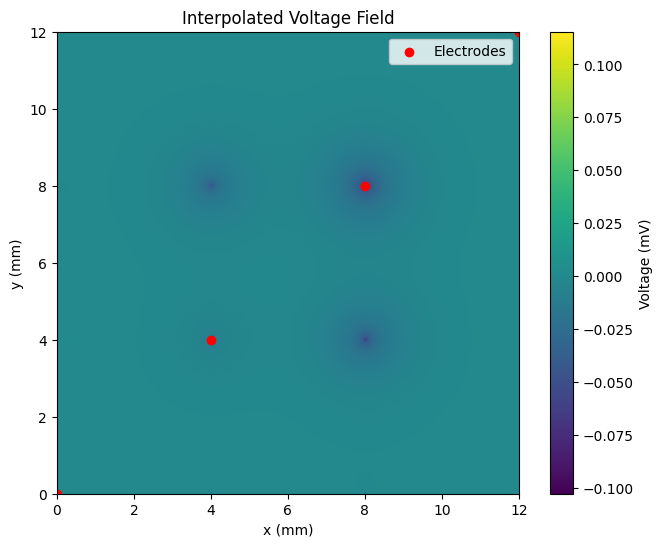 Interpolated Voltage Field
Electrodes
12
10
8
6
4
2
0
y (mm)
0 2 4 6 8 10 12
x (mm)
0.100
0.075
0.050
0.025
0.000
−0.025
−0.050
−0.075
−0.100
Voltage (mV)